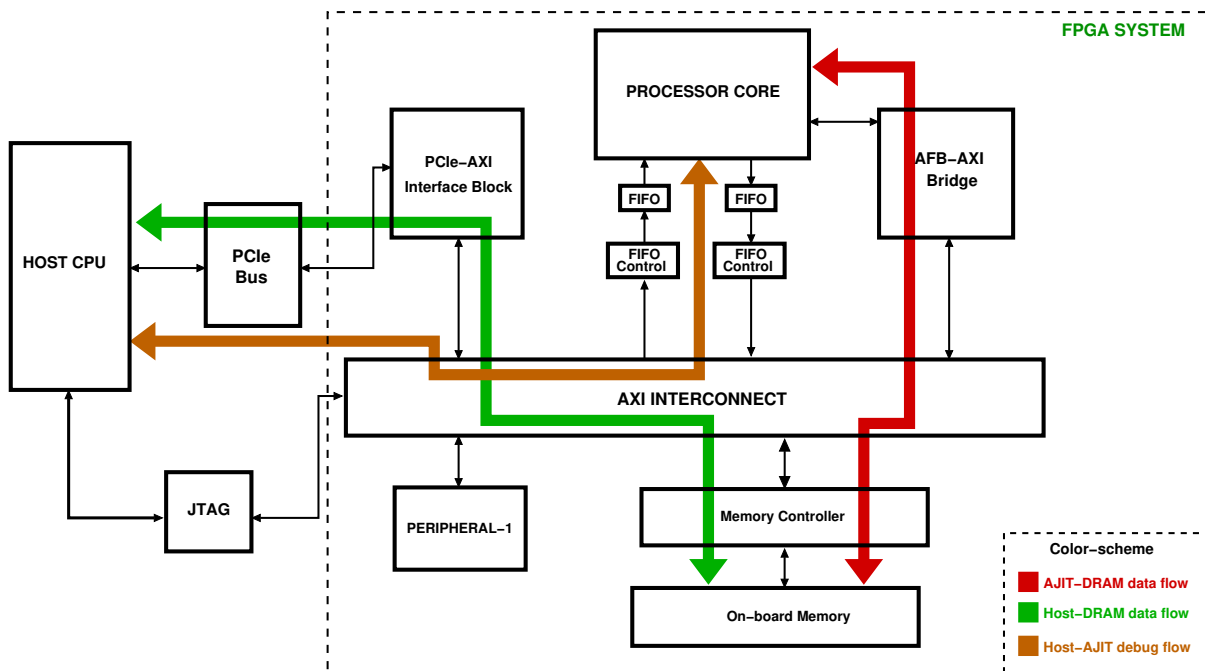 FPGA SYSTEM
PROCESSOR CORE
PCIe−AXI
Interface Block
AFB−AXI
Bridge
FIFO
FIFO
FIFO
Control
FIFO
Control
HOST CPU
PCIe
Bus
AXI INTERCONNECT
JTAG
PERIPHERAL−1
Memory Controller
On−board Memory
Color−scheme
AJIT−DRAM data flow
Host−DRAM data flow
Host−AJIT debug flow